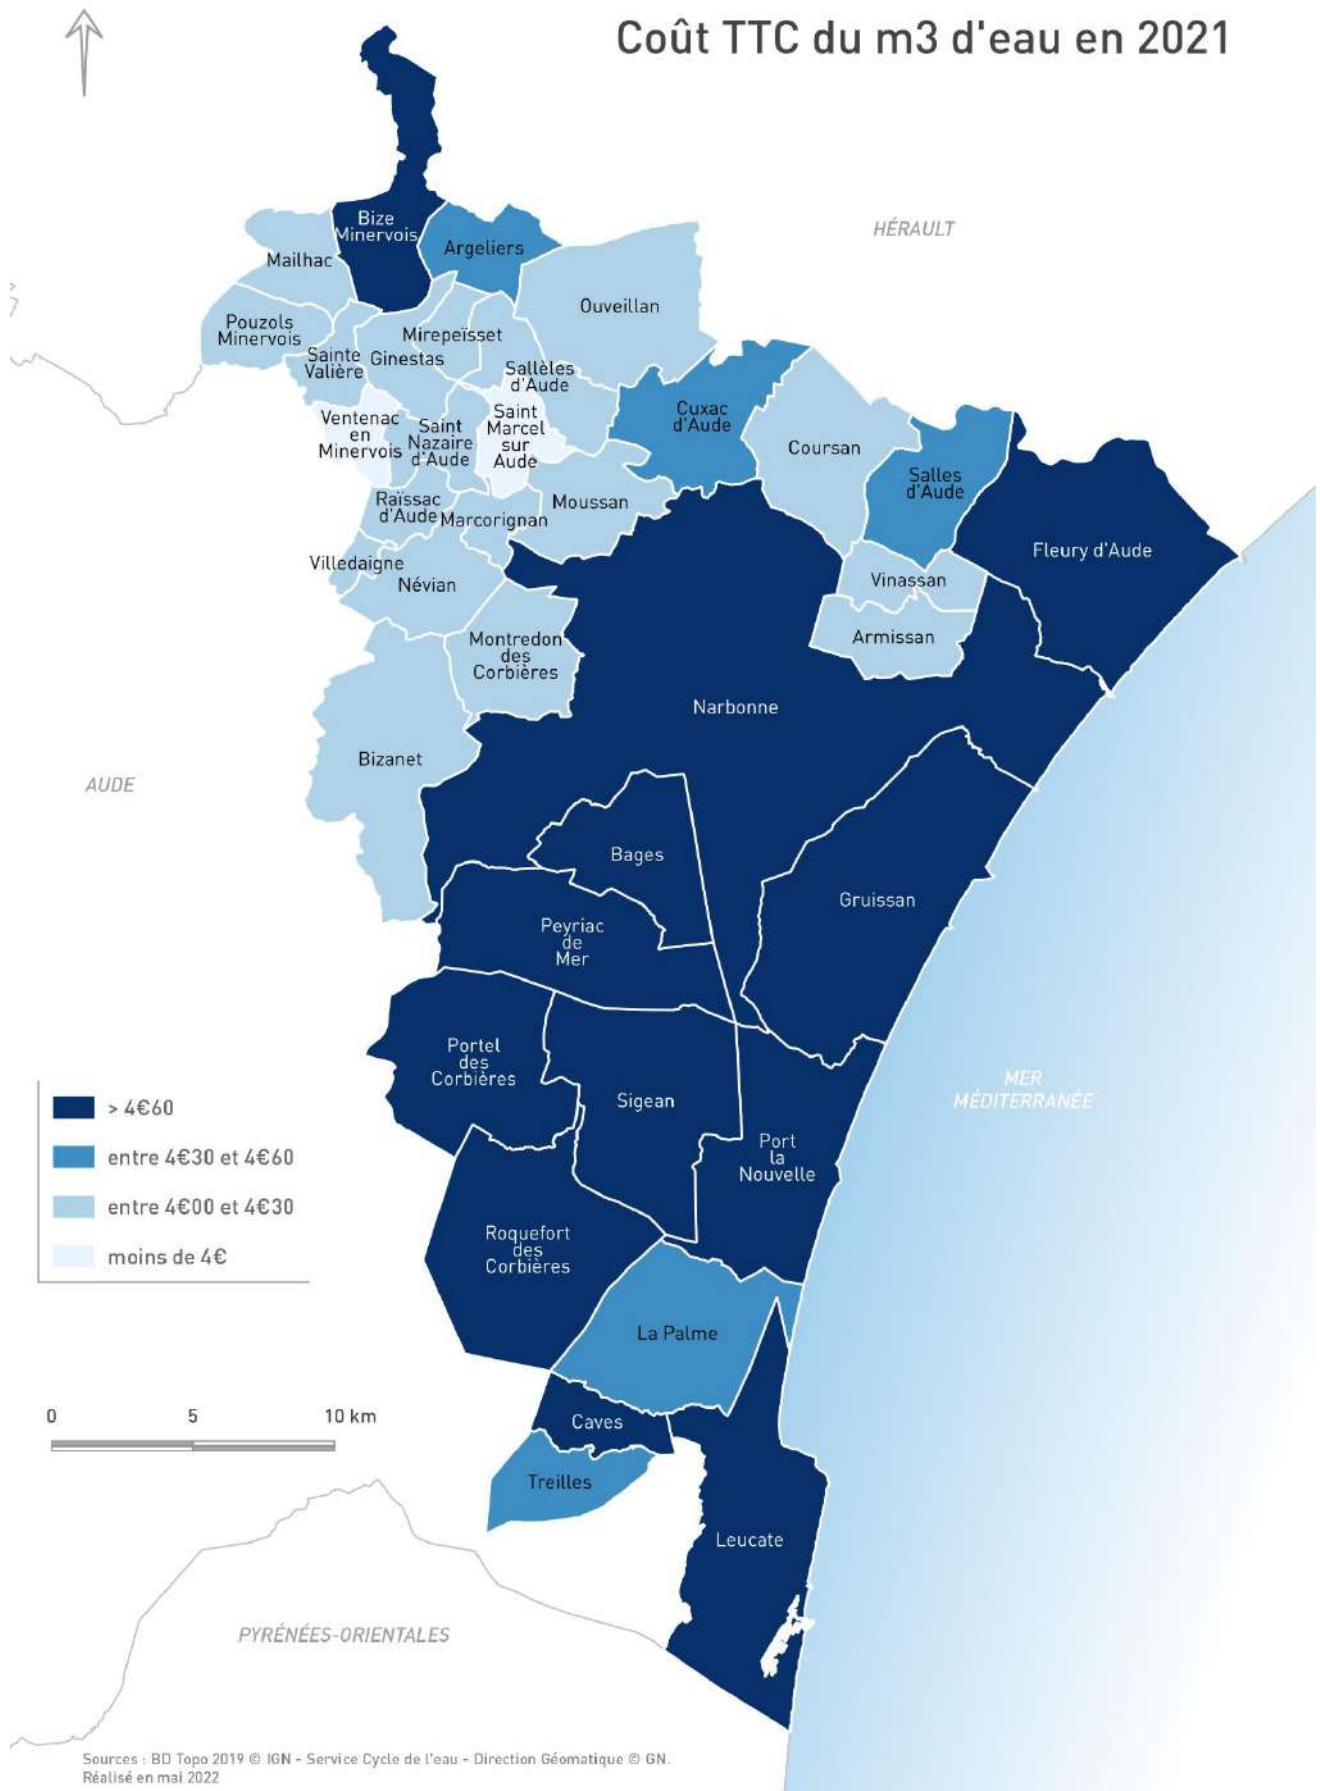 Coût TTC du m3 d'eau en 2021
HÉRAULT
Bize
Minervois
Argeliers
Mailhac
Ouveillan
Pouzols
Minervois
Mirepeïsset
Sainte
Valière
Ginestas
Sallèles
d'Aude
Ventenac
en
Minervois
Saint
Nazaire
d'Aude
Saint
Marcel
sur
Aude
Cuxac
d'Aude
Coursan
Salles
d'Aude
Raïssac
d'Aude
Marcorignan
Moussan
Fleury d'Aude
Villedaigne
Névian
Vinassan
Armissan
Montredon
des
Corbières
Narbonne
Bizanet
AUDE
Bages
Gruissan
Peyriac
de
Mer
Portel
des
Corbières
Sigean
MER
MÉDITERRANÉE
Port
la
Nouvelle
> 4€60
entre 4€30 et 4€60
entre 4€00 et 4€30
moins de 4€
Roquefort
des
Corbières
La Palme
0 5 10 km
Caves
Treilles
Leucate
PYRÉNÉES-ORIENTALES
Sources : BD Topo 2019 © IGN - Service Cycle de l'eau - Direction Géomatique © GN.
Réalisé en mai 2022